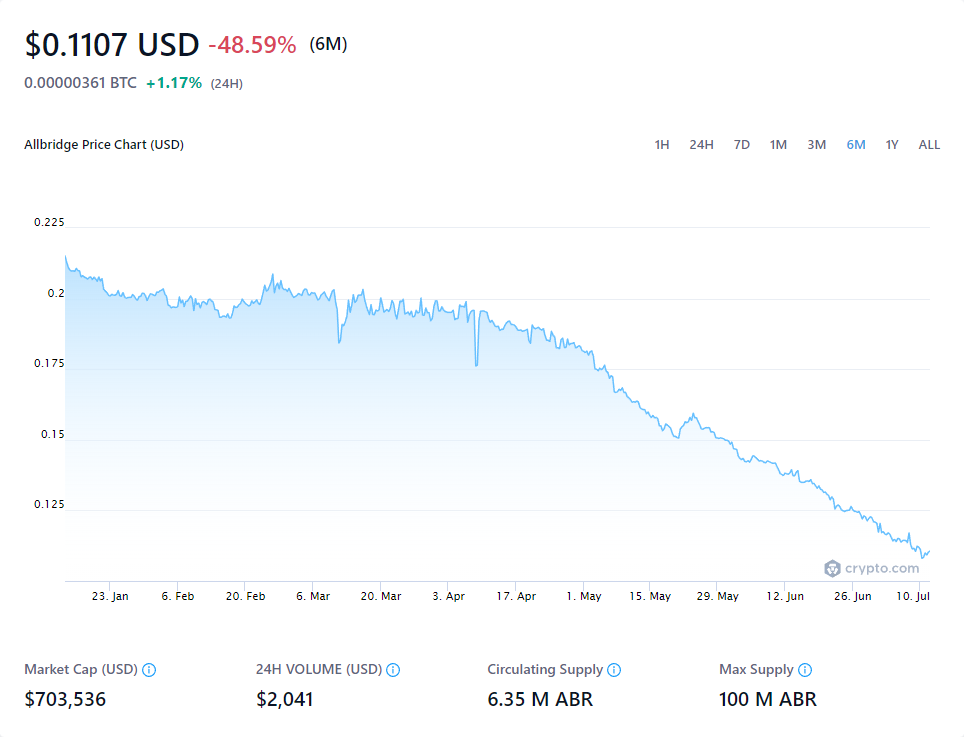 $0.1107 USD -48.59% (6M)
0.00000361 BTC +1.17% (24H)
Allbridge Price Chart (USD) 1H 24H 7D 1M 3M 6M 1Y ALL
0.225
0.2
0.175
0.15
0.125
crypto.com
23. Jan 6. Feb 20. Feb 6. Mar 20. Mar 3. Apr 17. Apr 1. May 15. May 29. May 12. Jun 26. Jun 10. Jul
Market Cap (USD) 24H VOLUME (USD) Circulating Supply Max Supply
$703,536 $2,041 6.35 M ABR 100 M ABR